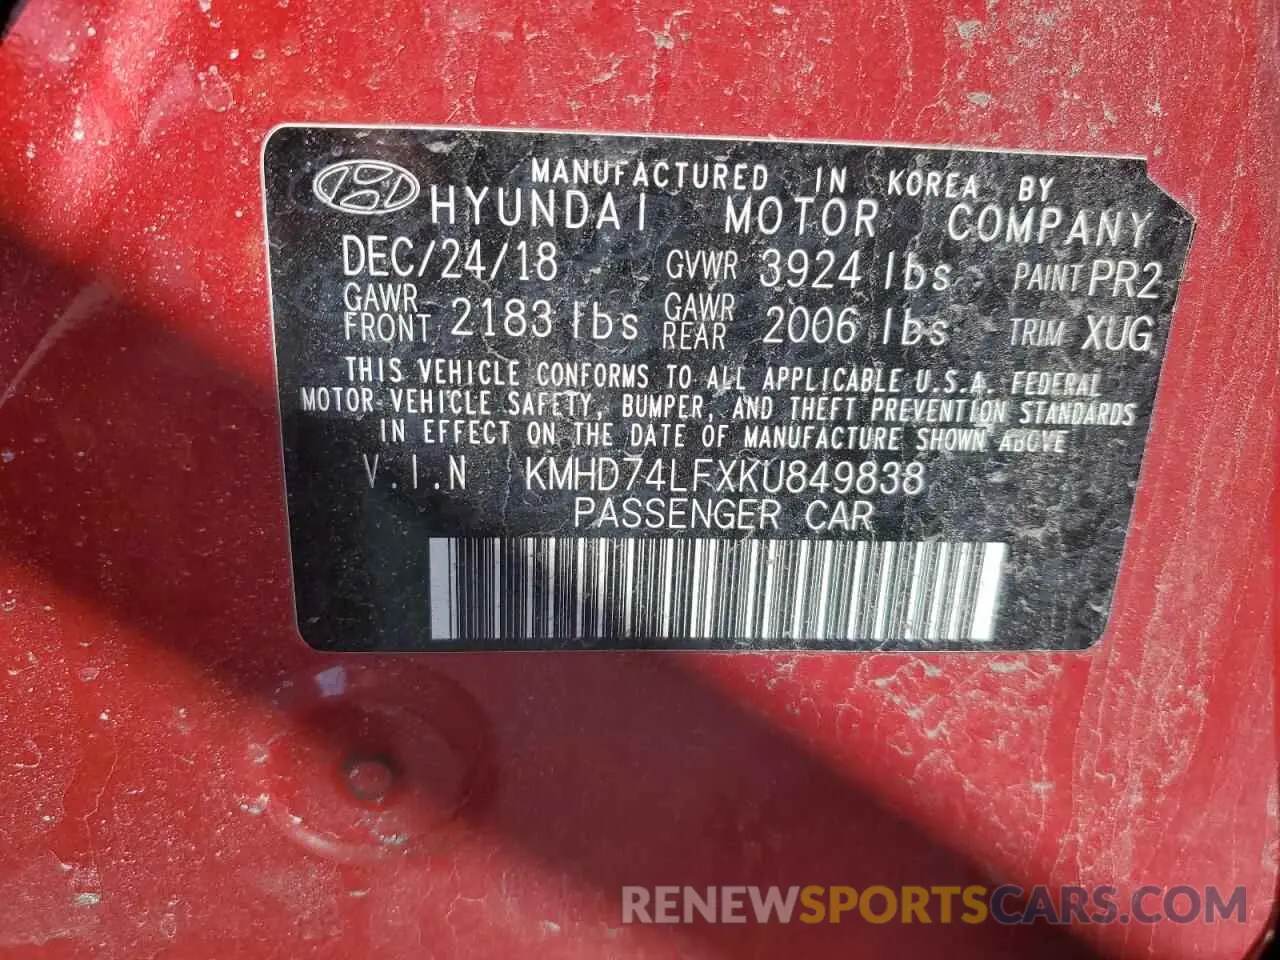 MANUFACTURED IN KOREA BY
HYUNDAI MOTOR COMPANY
DEC/24/18 GVWR 3924 lbs PAINT PR2
GAWR FRONT 2183 lbs GAWR REAR 2006 lbs TRIM XUG
THIS VEHICLE CONFORMS TO ALL APPLICABLE U.S.A. FEDERAL
MOTOR-VEHICLE SAFETY, BUMPER, AND THEFT PREVENTION STANDARDS
IN EFFECT ON THE DATE OF MANUFACTURE SHOWN ABOVE
V.I.N KMHD74LFXKU849838
PASSENGER CAR
RENEWSPORTSCARS.COM